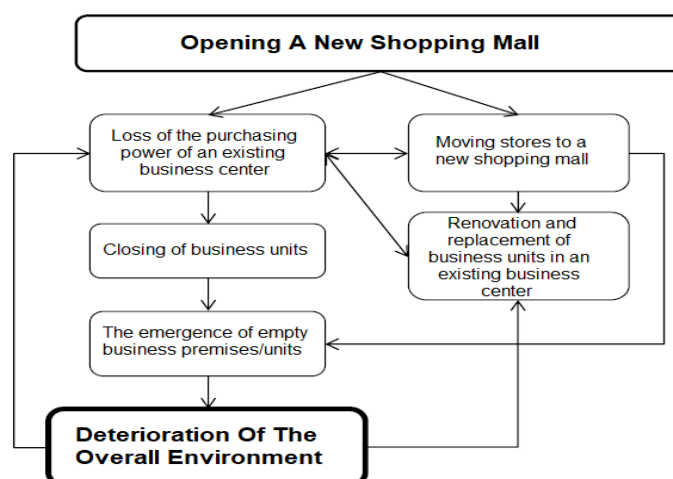 Opening A New Shopping Mall
Loss of the purchasing
power of an existing
business center
Moving stores to a
new shopping mall
Closing of business units
Renovation and
replacement of
business units in an
existing business
center
The emergence of empty
business premises/units
Deterioration Of The
Overall Environment